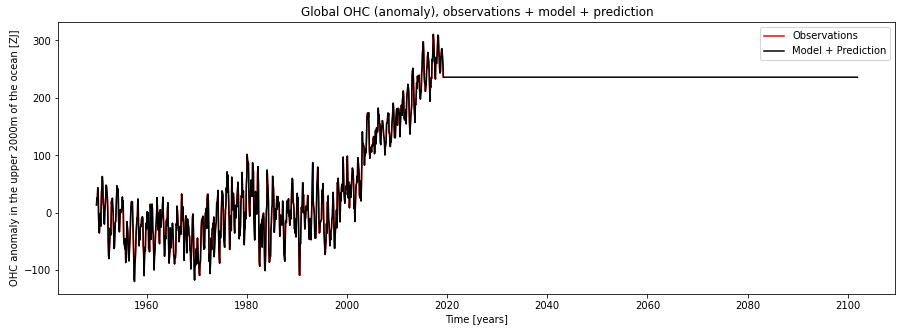 Global OHC (anomaly), observations + model + prediction
OHC anomaly in the upper 2000m of the ocean [ZJ]
300
200
100
0
−100
Observations
Model + Prediction
1960
1980
2000
2020
2040
2060
2080
2100
Time [years]